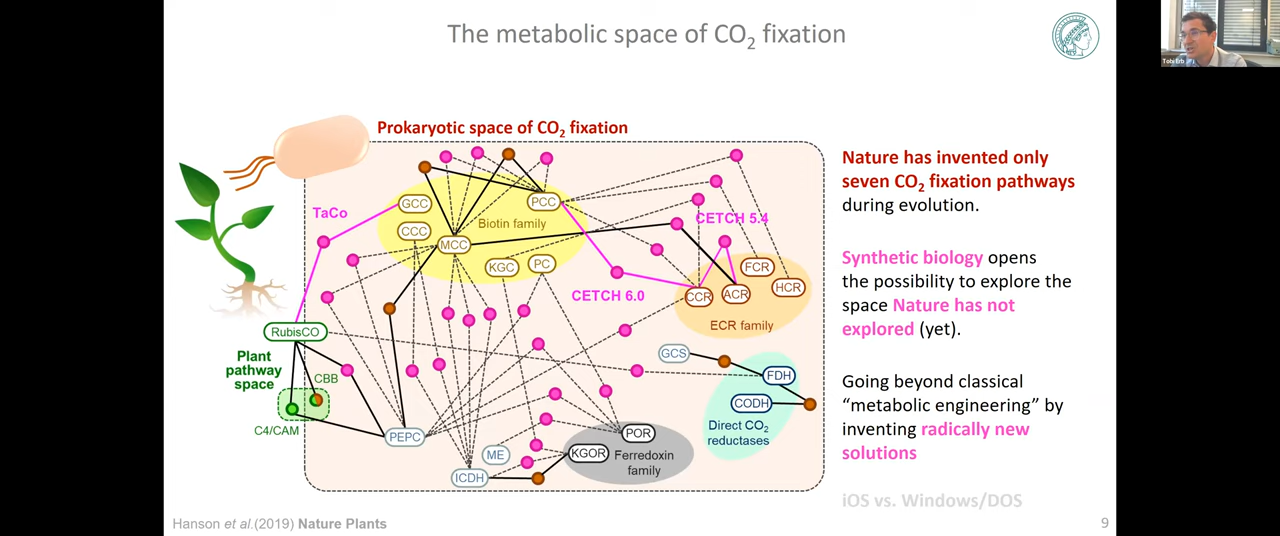 The metabolic space of CO2 fixation
Tobi Erb
Prokaryotic space of CO2 fixation
TaCo
GCC
PCC
Biotin family
CCC
MCC
KGC
PC
CETCH 5.4
CETCH 6.0
FCR
HCR
CCR
ACR
ECR family
RubisCO
Plant
pathway
space
CBB
C4/CAM
GCS
FDH
CODH
Direct CO2
reductases
PEPC
ME
ICDH
POR
KGOR
Ferredoxin
family
Nature has invented only
seven CO2 fixation pathways
during evolution.
Synthetic biology opens
the possibility to explore the
space Nature has not
explored (yet).
Going beyond classical
“metabolic engineering” by
inventing radically new
solutions
iOS vs. Windows/DOS
Hanson et al.(2019) Nature Plants
9